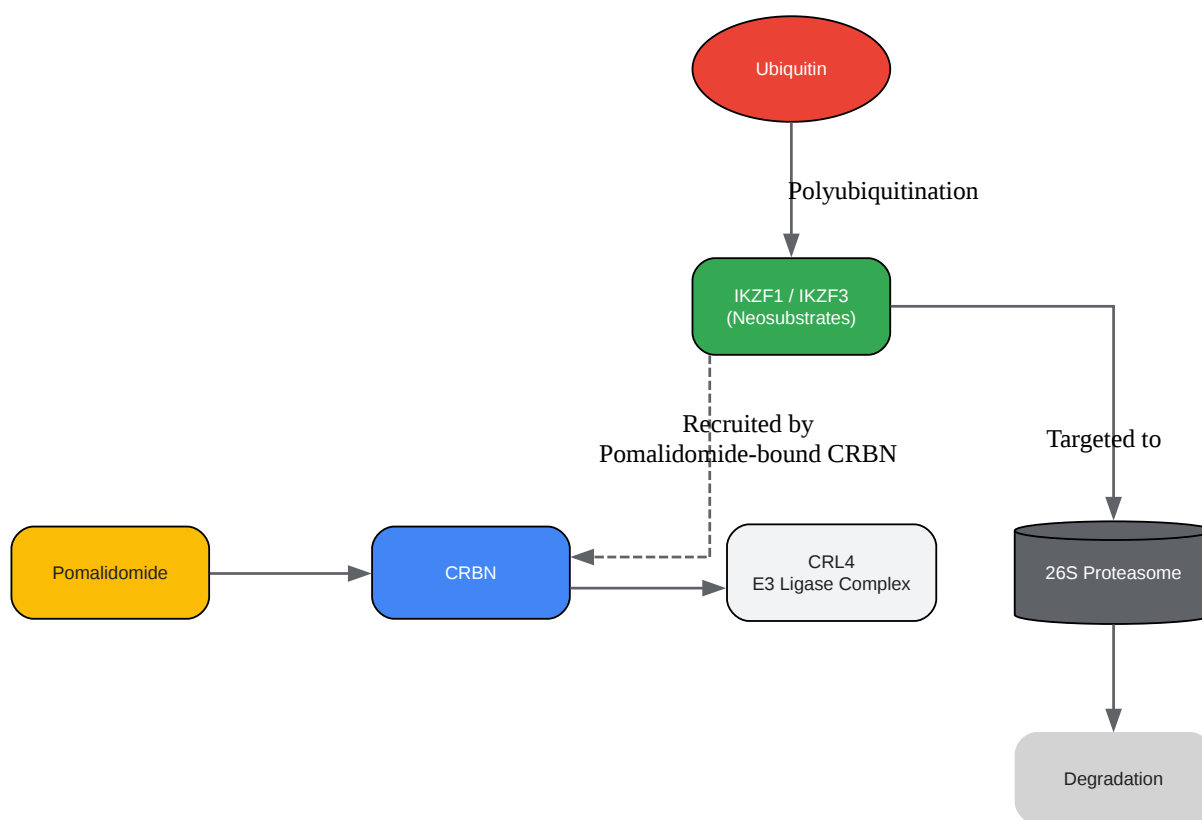 Ubiquitin
Polyubiquitination
IKZF1 / IKZF3
(Neosubstrates)
Recruited by
Pomalidomide-bound CRBN
Targeted to
Pomalidomide
CRBN
CRL4
E3 Ligase Complex
26S Proteasome
Degradation